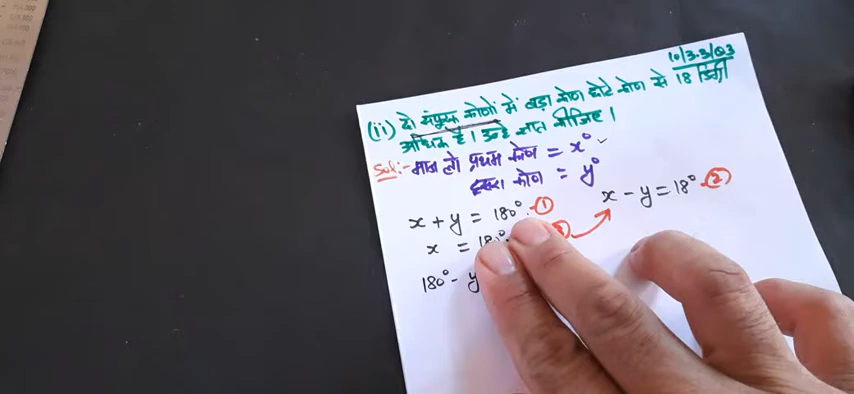 10/3.3/Q3
(ii) दो संपूरक कोणों में बड़ा कोण छोटे कोण से 18 डिग्री
अधिक है। उन्हें ज्ञात कीजिए।
Sol:- मान लो प्रथम कोण = x°
दूसरा कोण = y°
x + y = 180° ①
x - y = 18° ②
x = 18
180° - y